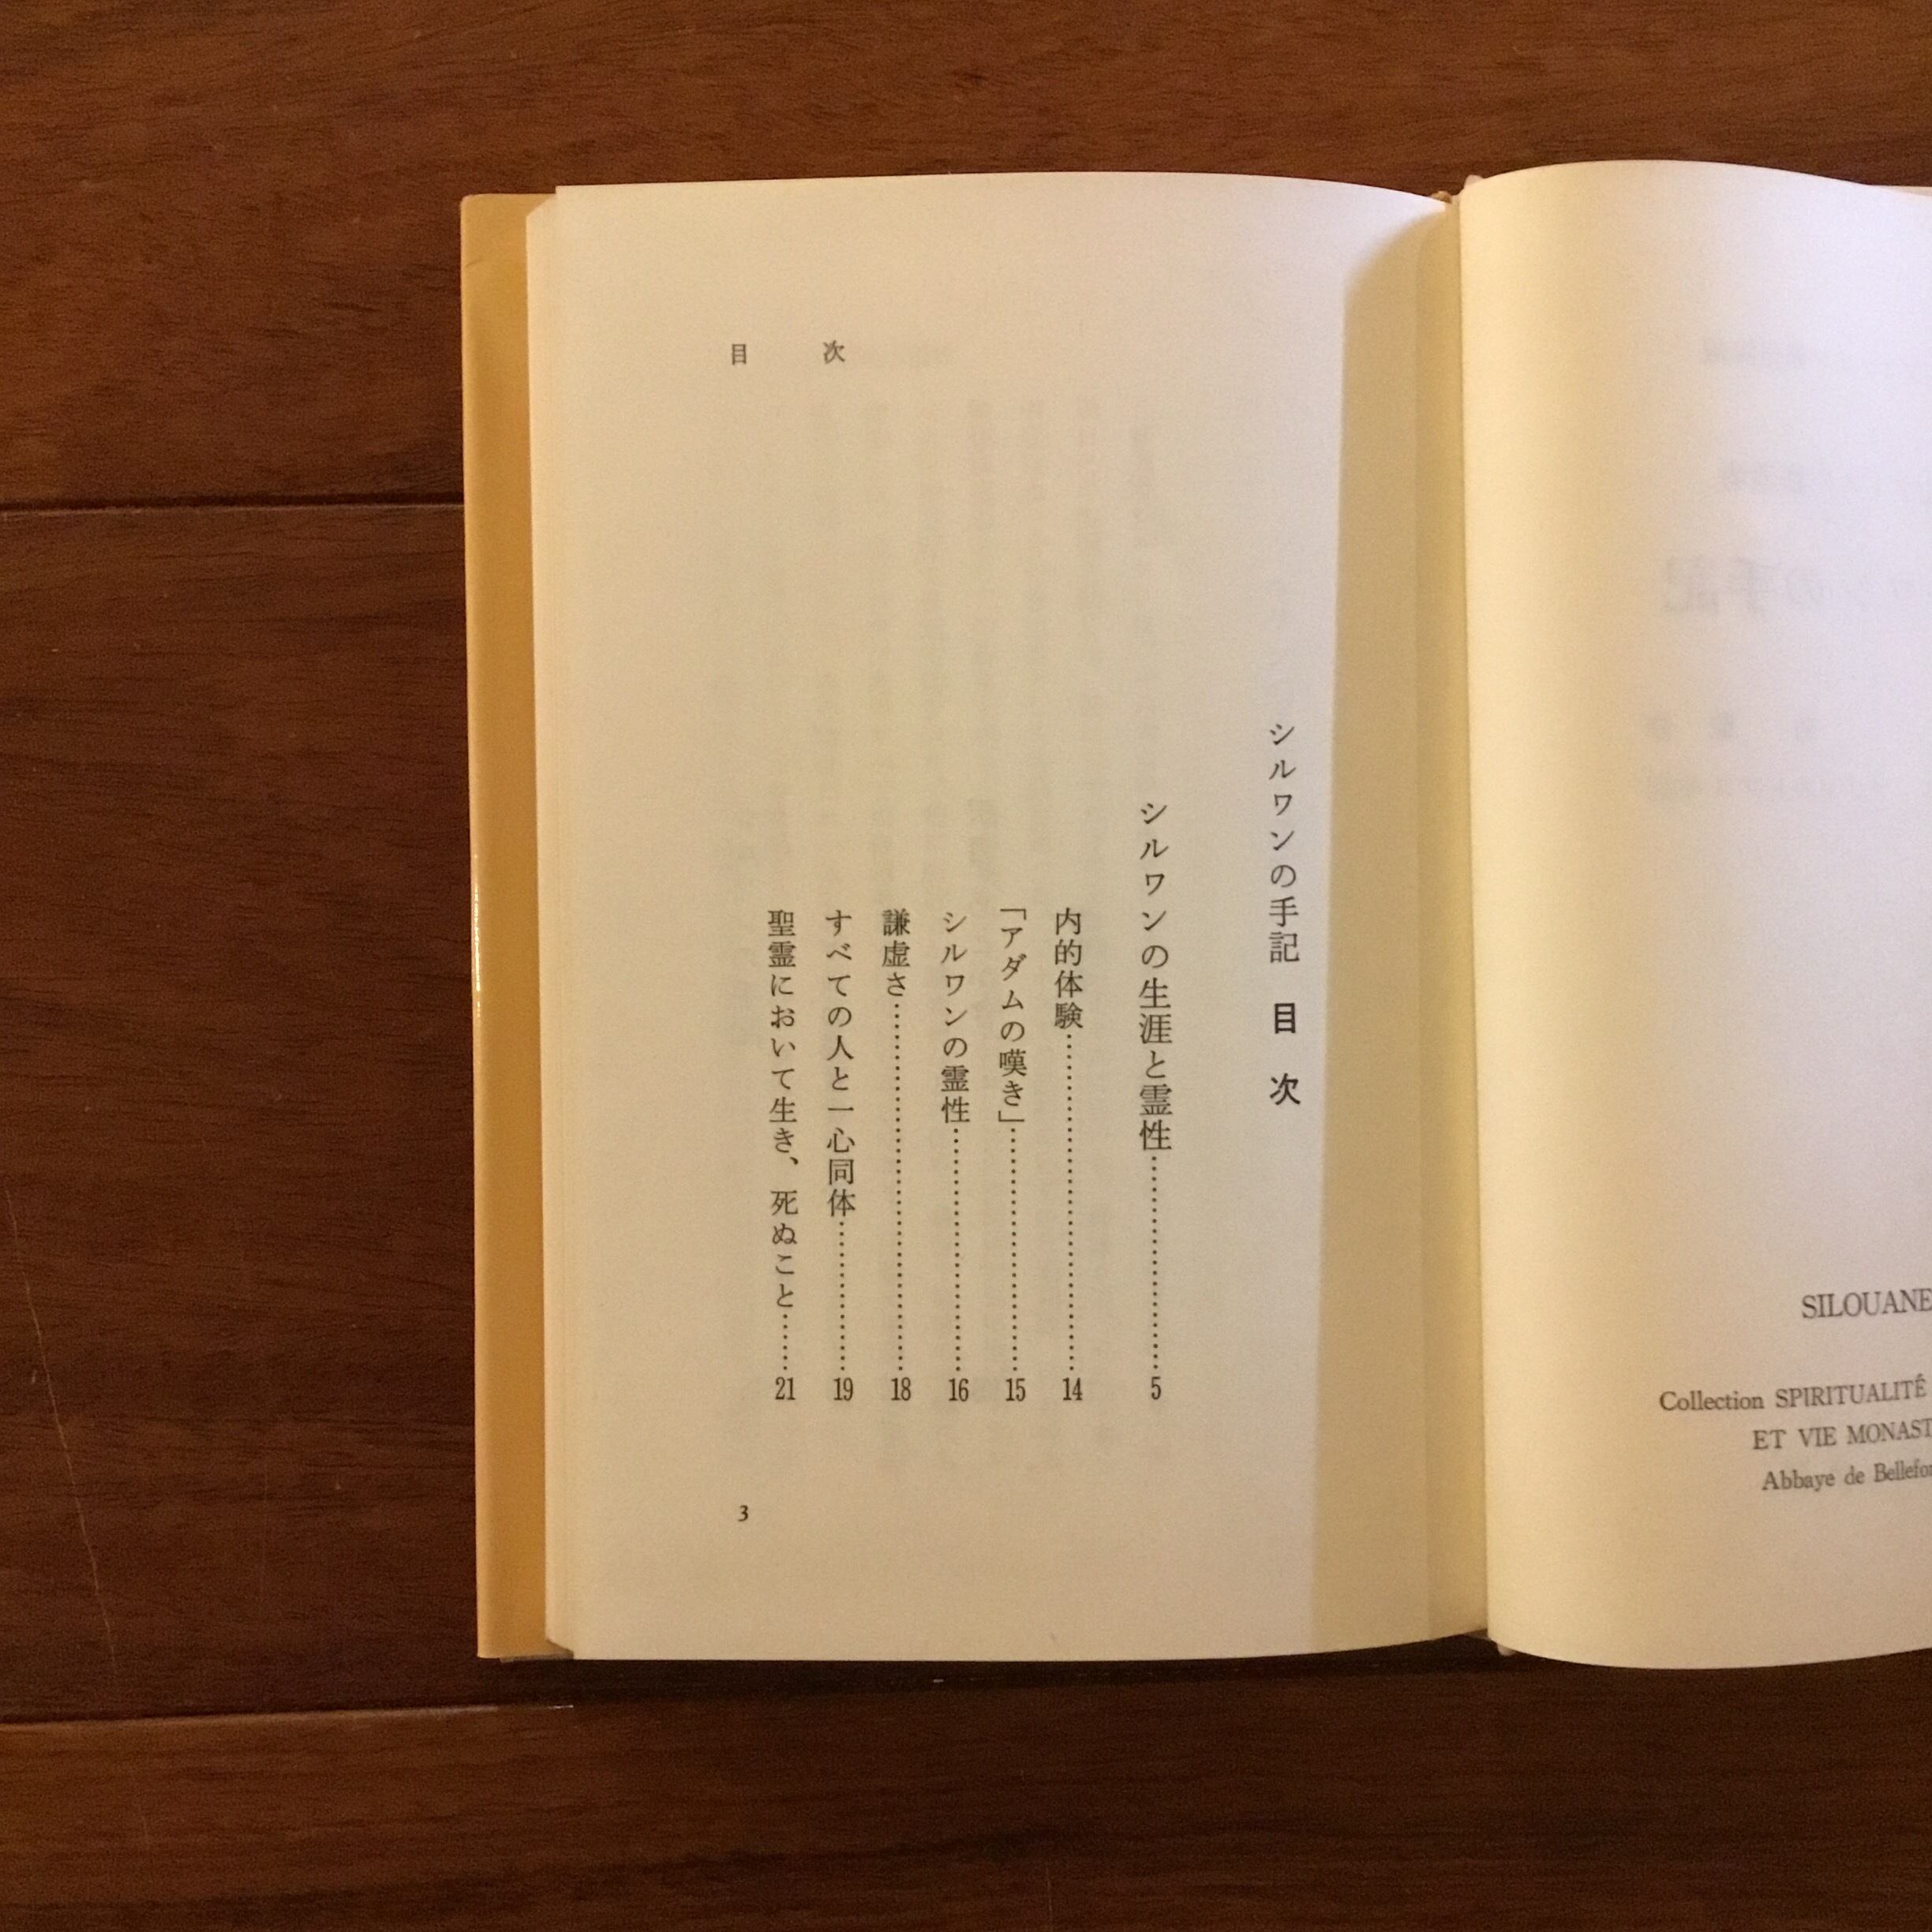 SILOUANE
Collection SPIRITUALITÉ
ET VIE MONAST
Abbaye de Bellefon
目次
シルワンの手記 目次
シルワンの生涯と霊性……………………5
内的体験……………………14
「アダムの嘆き」……………………15
シルワンの霊性……………………16
謙虚さ……………………18
すべての人と一心同体……………………19
聖霊において生き、死ぬこと……………………21
3